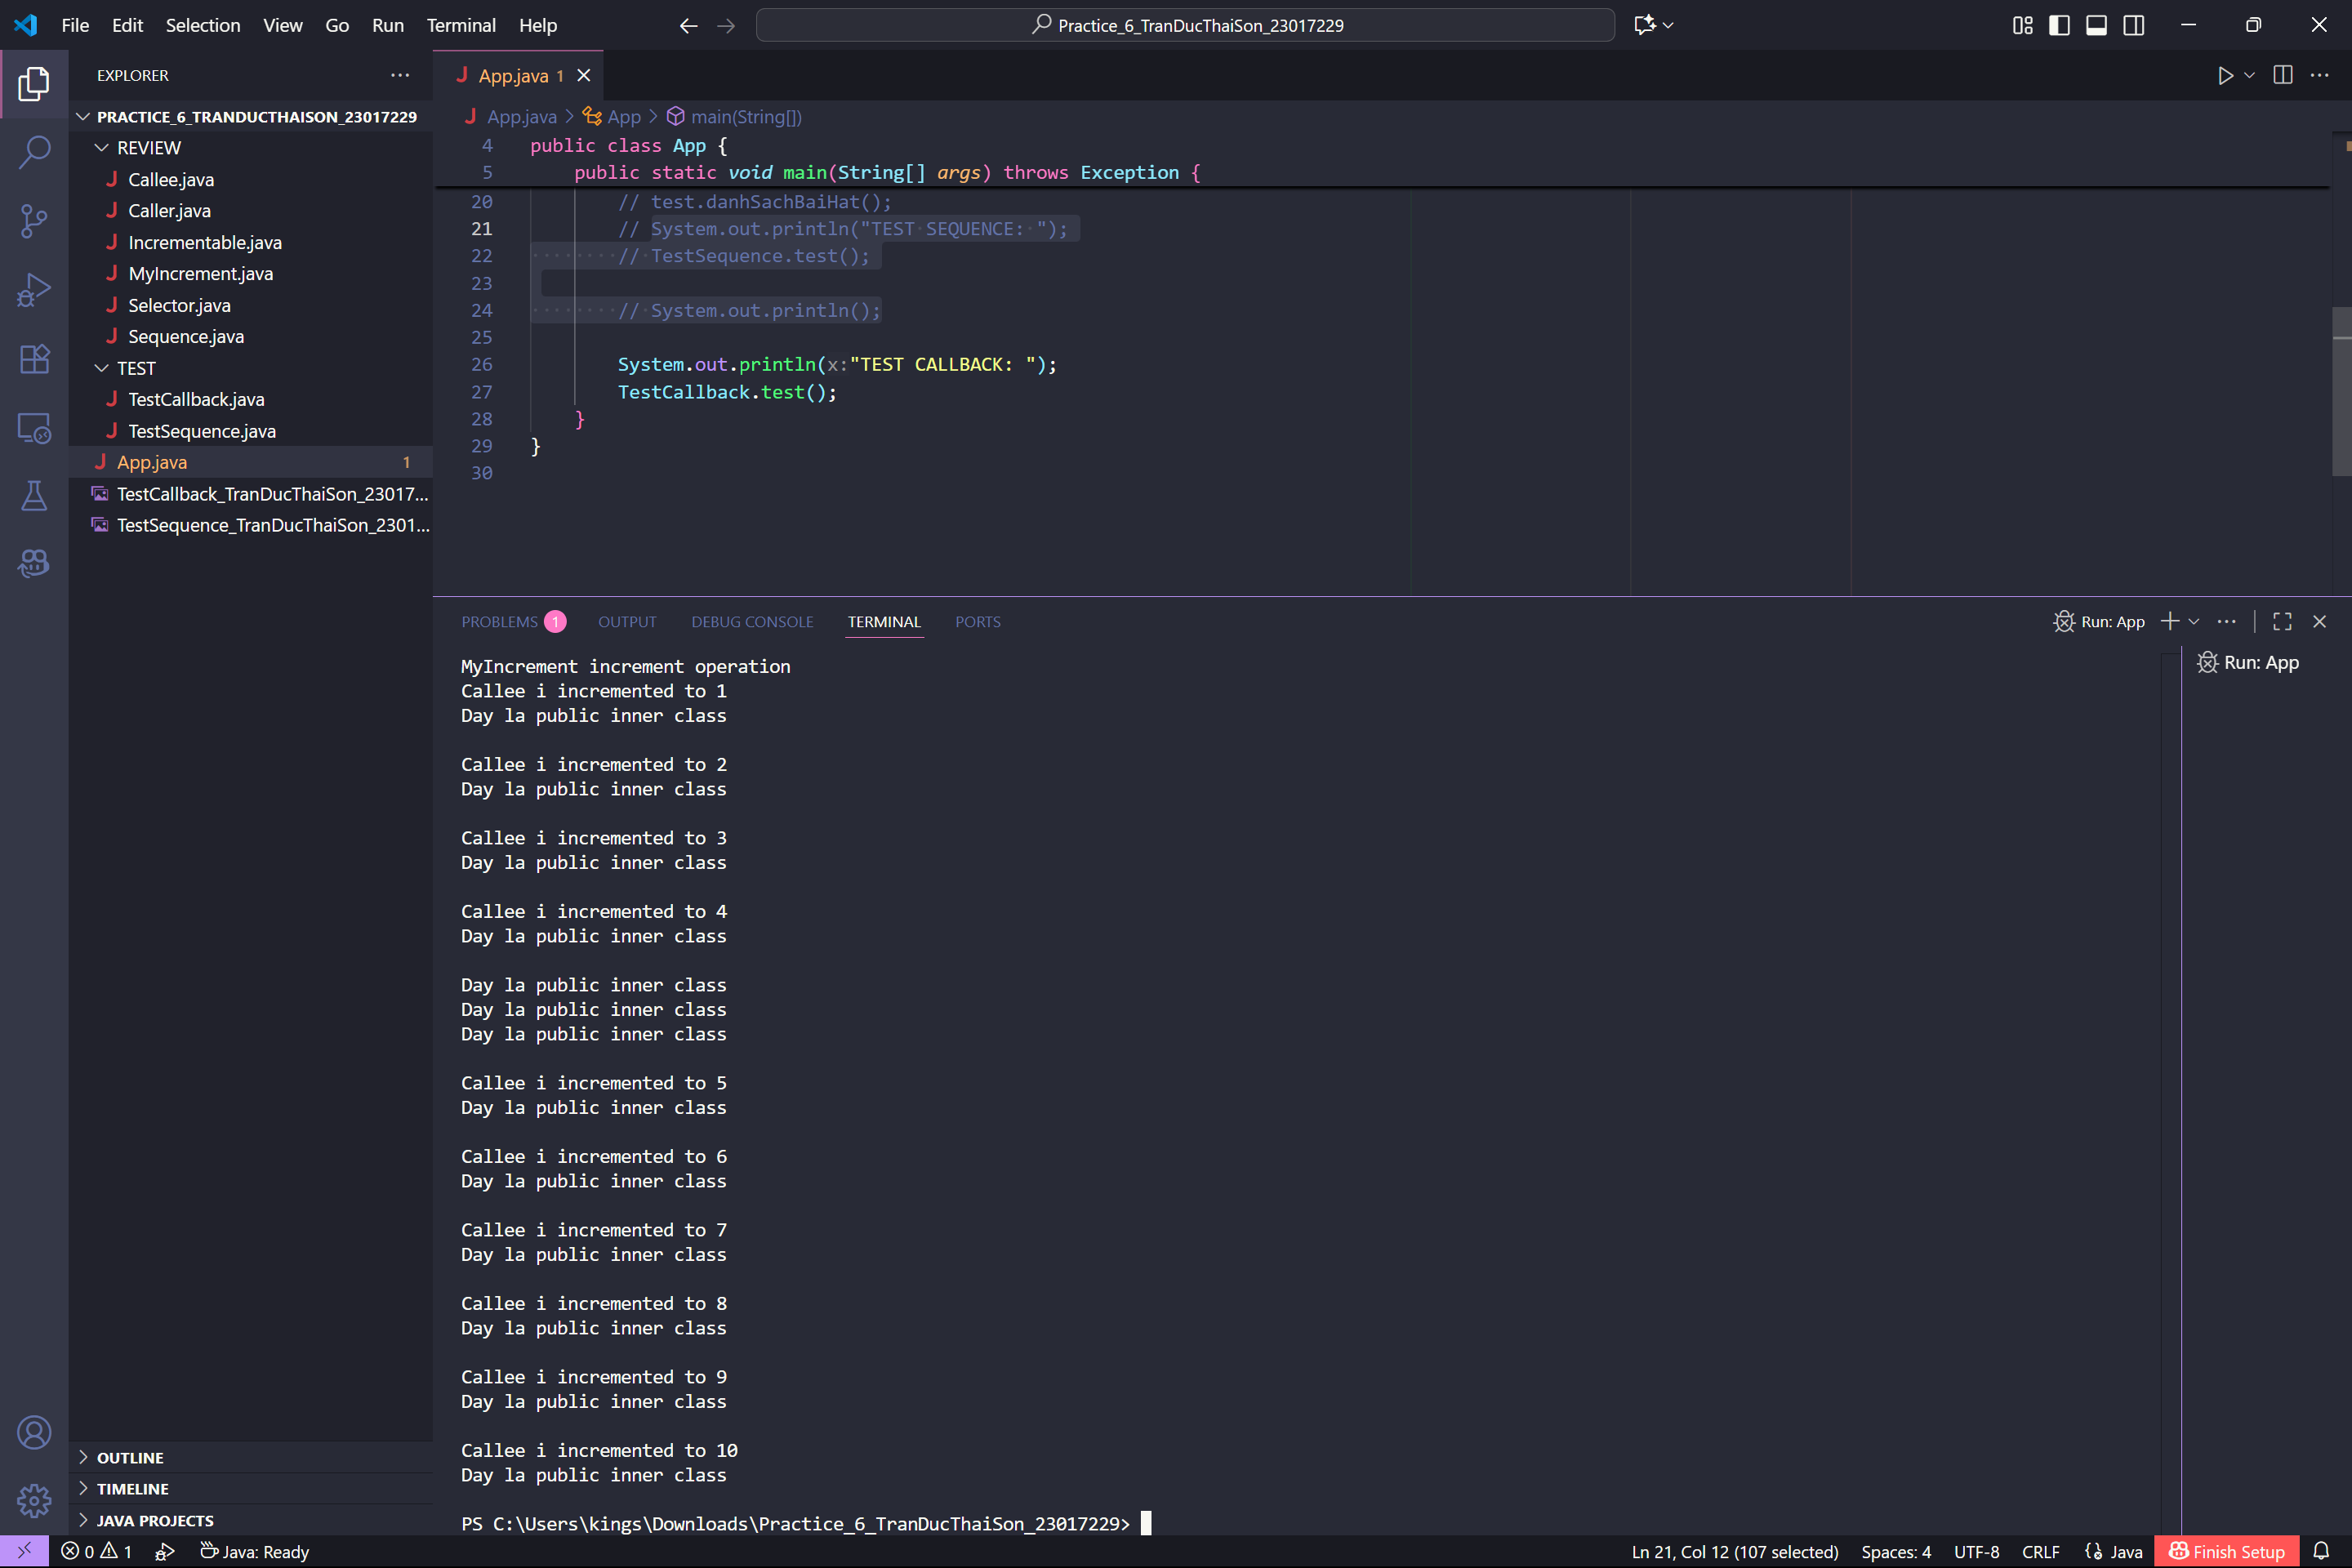 File Edit Selection View Go Run Terminal Help
Practice_6_TranDucThaiSon_23017229
EXPLORER
PRACTICE_6_TRANDUCTHAISON_23017229
REVIEW
Callee.java
Caller.java
Incrementable.java
MyIncrement.java
Selector.java
Sequence.java
TEST
TestCallback.java
TestSequence.java
App.java 1
TestCallback_TranDucThaiSon_23017...
TestSequence_TranDucThaiSon_2301...
OUTLINE
TIMELINE
JAVA PROJECTS
App.java 1
App.java > App > main(String[])
4 public class App {
5 public static void main(String[] args) throws Exception {
20 // test.danhSachBaiHat();
21 // System.out.println("TEST SEQUENCE: ");
22 // TestSequence.test();
23
24 // System.out.println();
25
26 System.out.println(x:"TEST CALLBACK: ");
27 TestCallback.test();
28 }
29 }
30
PROBLEMS 1 OUTPUT DEBUG CONSOLE TERMINAL PORTS
Run: App
Run: App
MyIncrement increment operation
Callee i incremented to 1
Day la public inner class
Callee i incremented to 2
Day la public inner class
Callee i incremented to 3
Day la public inner class
Callee i incremented to 4
Day la public inner class
Day la public inner class
Day la public inner class
Day la public inner class
Callee i incremented to 5
Day la public inner class
Callee i incremented to 6
Day la public inner class
Callee i incremented to 7
Day la public inner class
Callee i incremented to 8
Day la public inner class
Callee i incremented to 9
Day la public inner class
Callee i incremented to 10
Day la public inner class
PS C:\Users\kings\Downloads\Practice_6_TranDucThaiSon_23017229>
0 1 Java: Ready
Ln 21, Col 12 (107 selected) Spaces: 4 UTF-8 CRLF Java Finish Setup